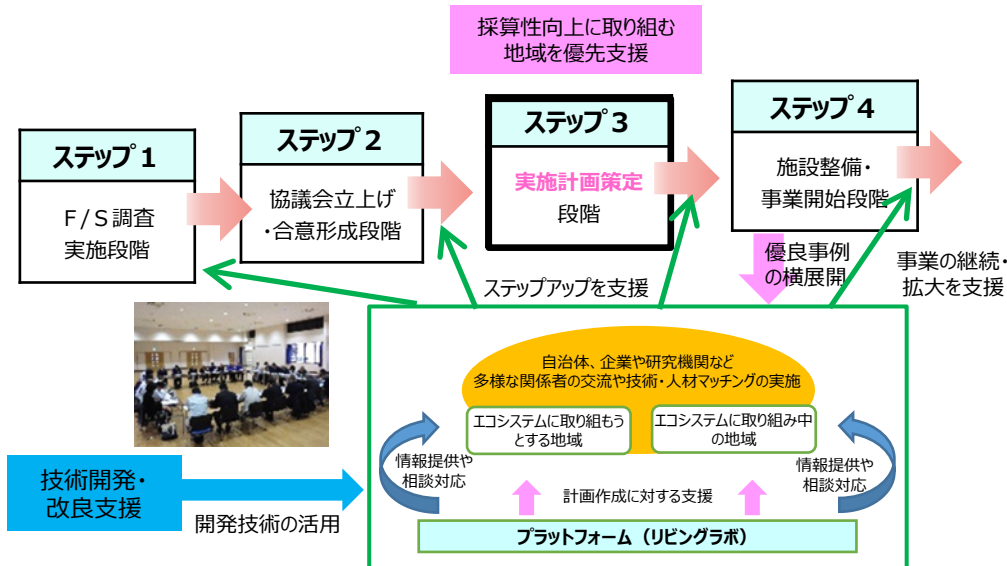 採算性向上に取り組む
地域を優先支援
ステップ１
Ｆ/Ｓ調査
実施段階
ステップ２
協議会立上げ
・合意形成段階
ステップ３
実施計画策定
段階
ステップ４
施設整備・
事業開始段階
優良事例
の横展開
事業の継続・
拡大を支援
ステップアップを支援
自治体、企業や研究機関など
多様な関係者の交流や技術・人材マッチングの実施
エコシステムに取り組もう
とする地域
エコシステムに取り組み中
の地域
情報提供や
相談対応
情報提供や
相談対応
計画作成に対する支援
プラットフォーム（リビングラボ）
技術開発・
改良支援
開発技術の活用